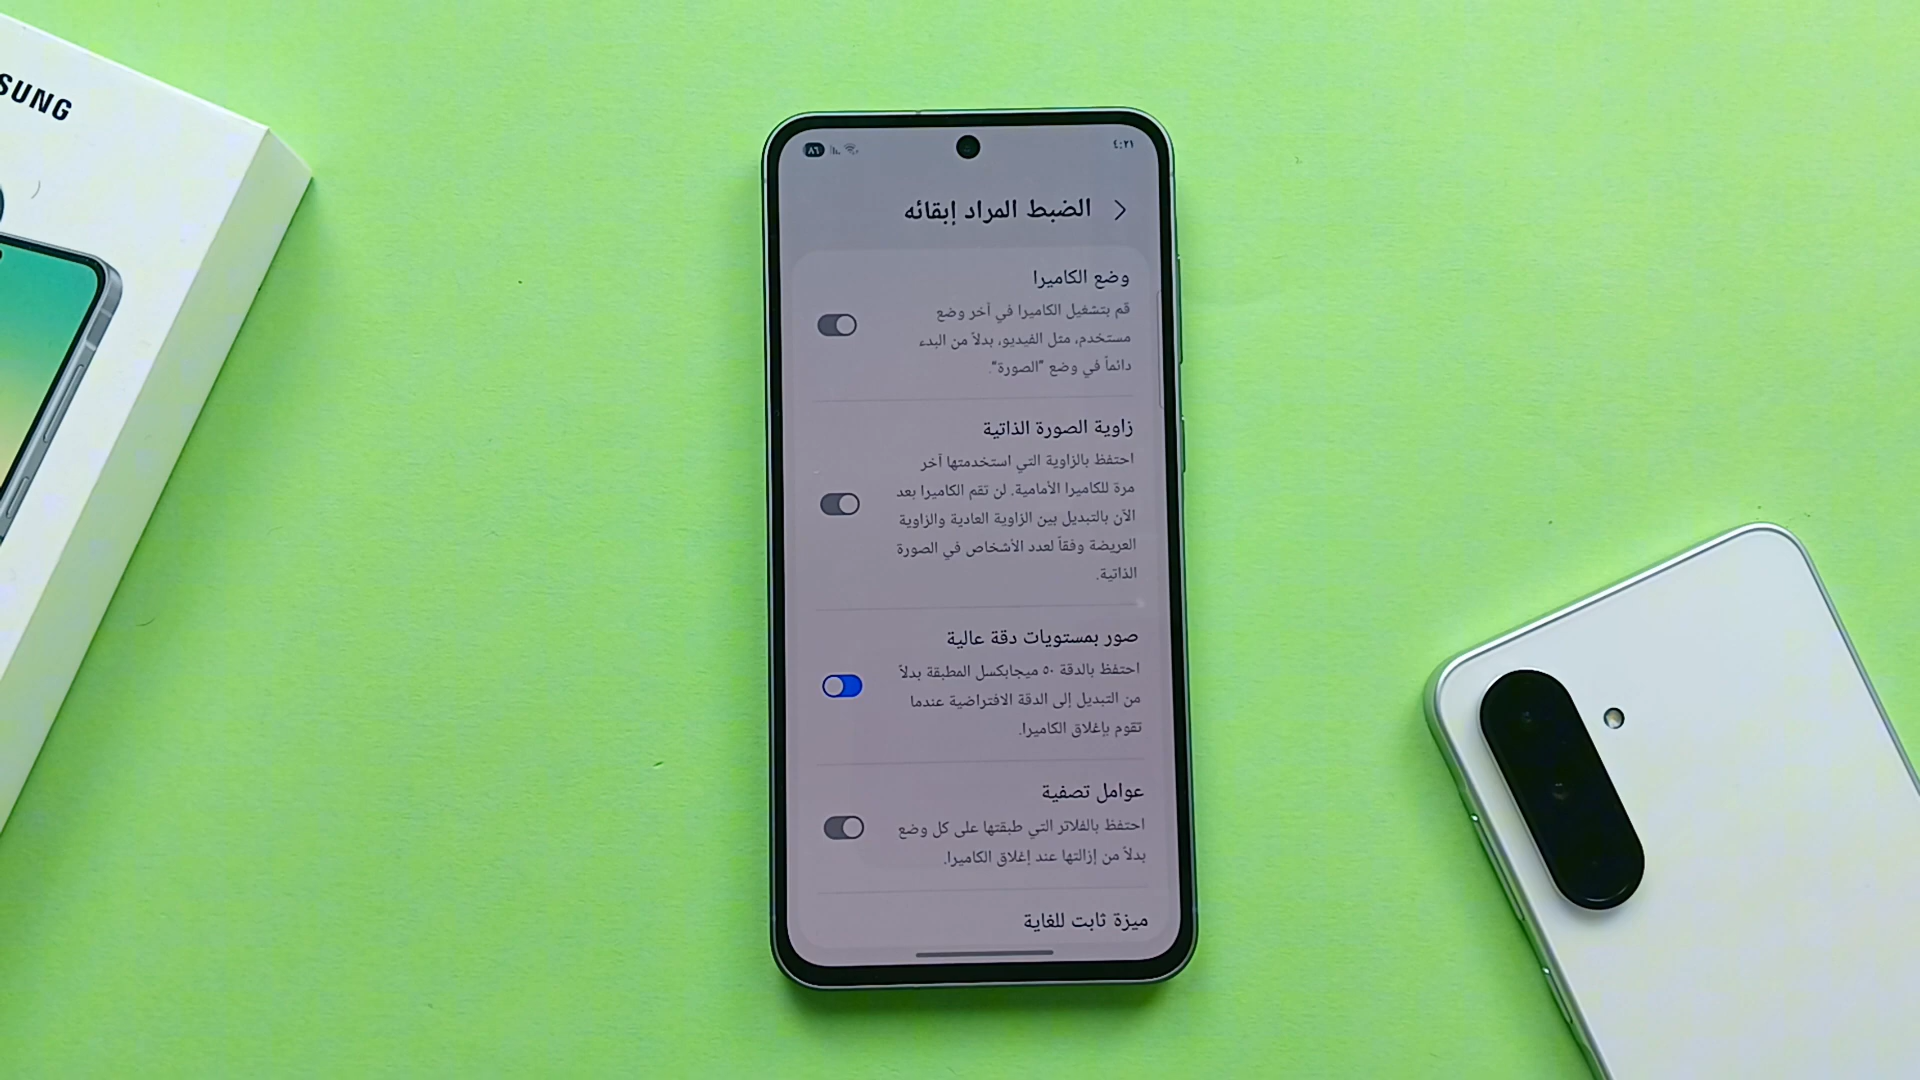 SUNG
٤:٢١
٨٦
الضبط المراد إبقائه
وضع الكاميرا
قم بتشغيل الكاميرا في آخر وضع
مستخدم، مثل الفيديو، بدلاً من البدء
دائماً في وضع "الصورة".
زاوية الصورة الذاتية
احتفظ بالزاوية التي استخدمتها آخر
مرة للكاميرا الأمامية. لن تقم الكاميرا بعد
الآن بالتبديل بين الزاوية العادية والزاوية
العريضة وفقاً لعدد الأشخاص في الصورة
الذاتية.
صور بمستويات دقة عالية
احتفظ بالدقة ٥٠ ميجابكسل المطبقة بدلاً
من التبديل إلى الدقة الافتراضية عندما
تقوم بإغلاق الكاميرا.
عوامل تصفية
احتفظ بالفلاتر التي طبقتها على كل وضع
بدلاً من إزالتها عند إغلاق الكاميرا.
ميزة ثابت للغاية